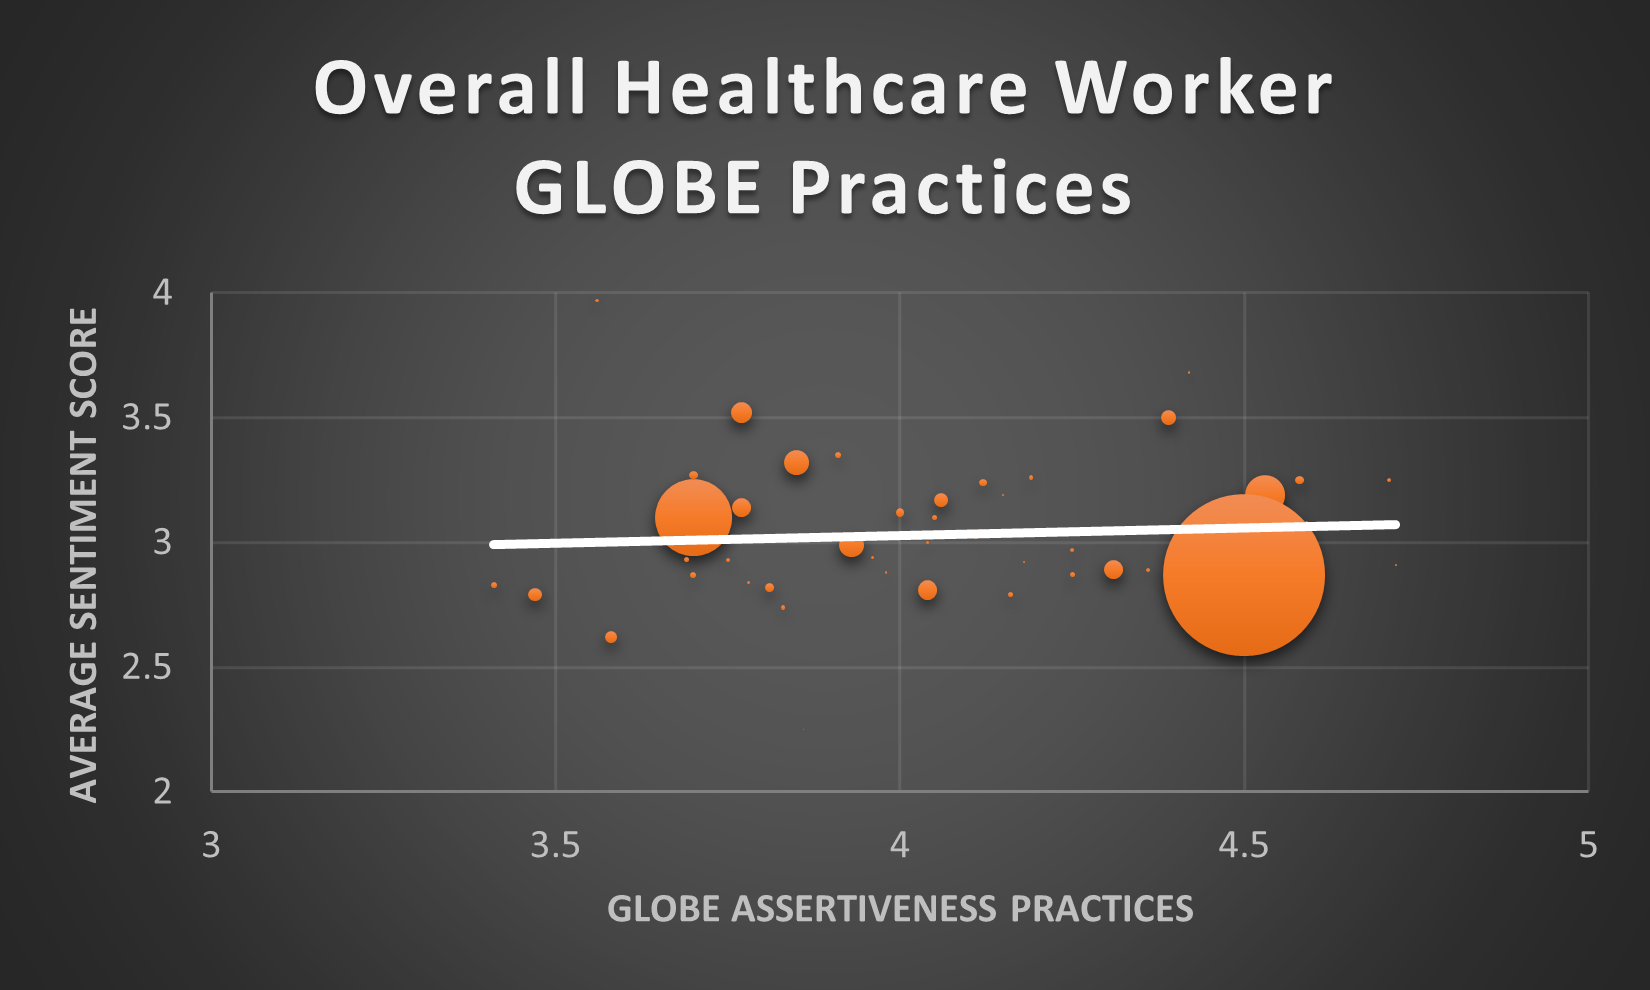 Overall Healthcare Worker
GLOBE Practices
AVERAGE SENTIMENT SCORE
4
3.5
3
2.5
2
3
3.5
4
4.5
5
GLOBE ASSERTIVENESS PRACTICES